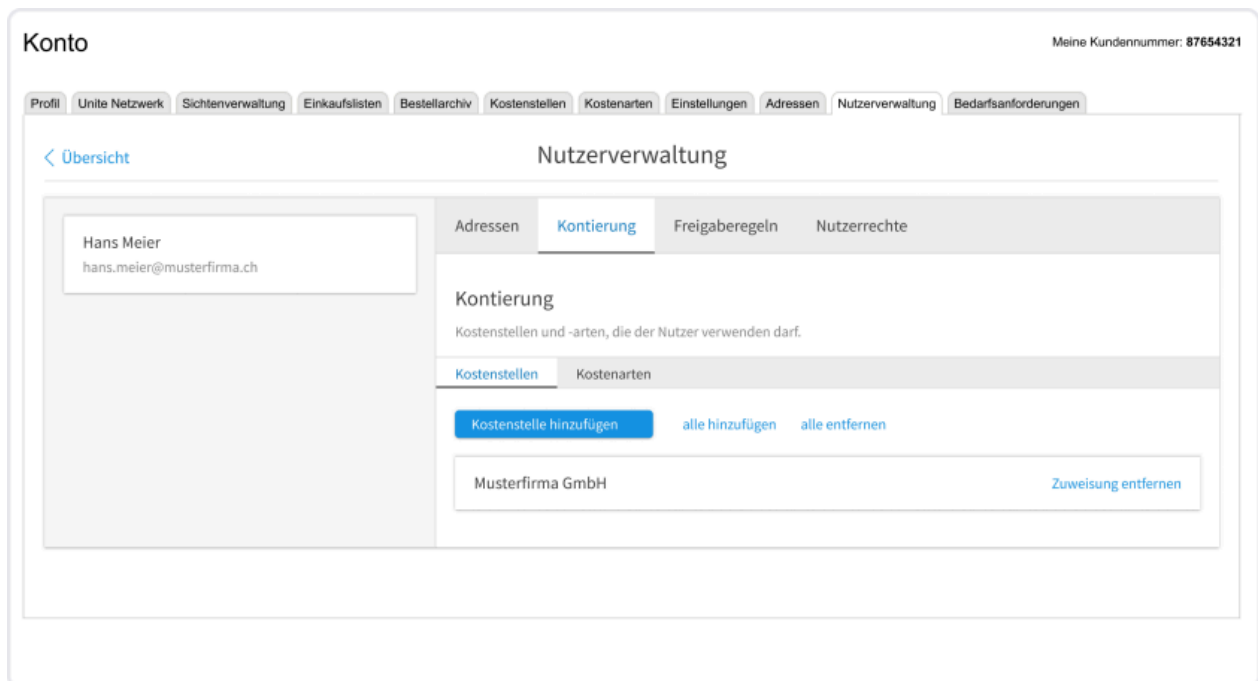 Konto
Meine Kundennummer: 87654321
Profil Unite Netzwerk Sichtenverwaltung Einkaufslisten Bestellarchiv Kostenstellen Kostenarten Einstellungen Adressen Nutzerverwaltung Bedarfsanforderungen
Übersicht
Nutzerverwaltung
Hans Meier
hans.meier@musterfirma.ch
Adressen Kontierung Freigaberegeln Nutzerrechte
Kontierung
Kostenstellen und -arten, die der Nutzer verwenden darf.
Kostenstellen Kostenarten
Kostenstelle hinzufügen alle hinzufügen alle entfernen
Musterfirma GmbH Zuweisung entfernen